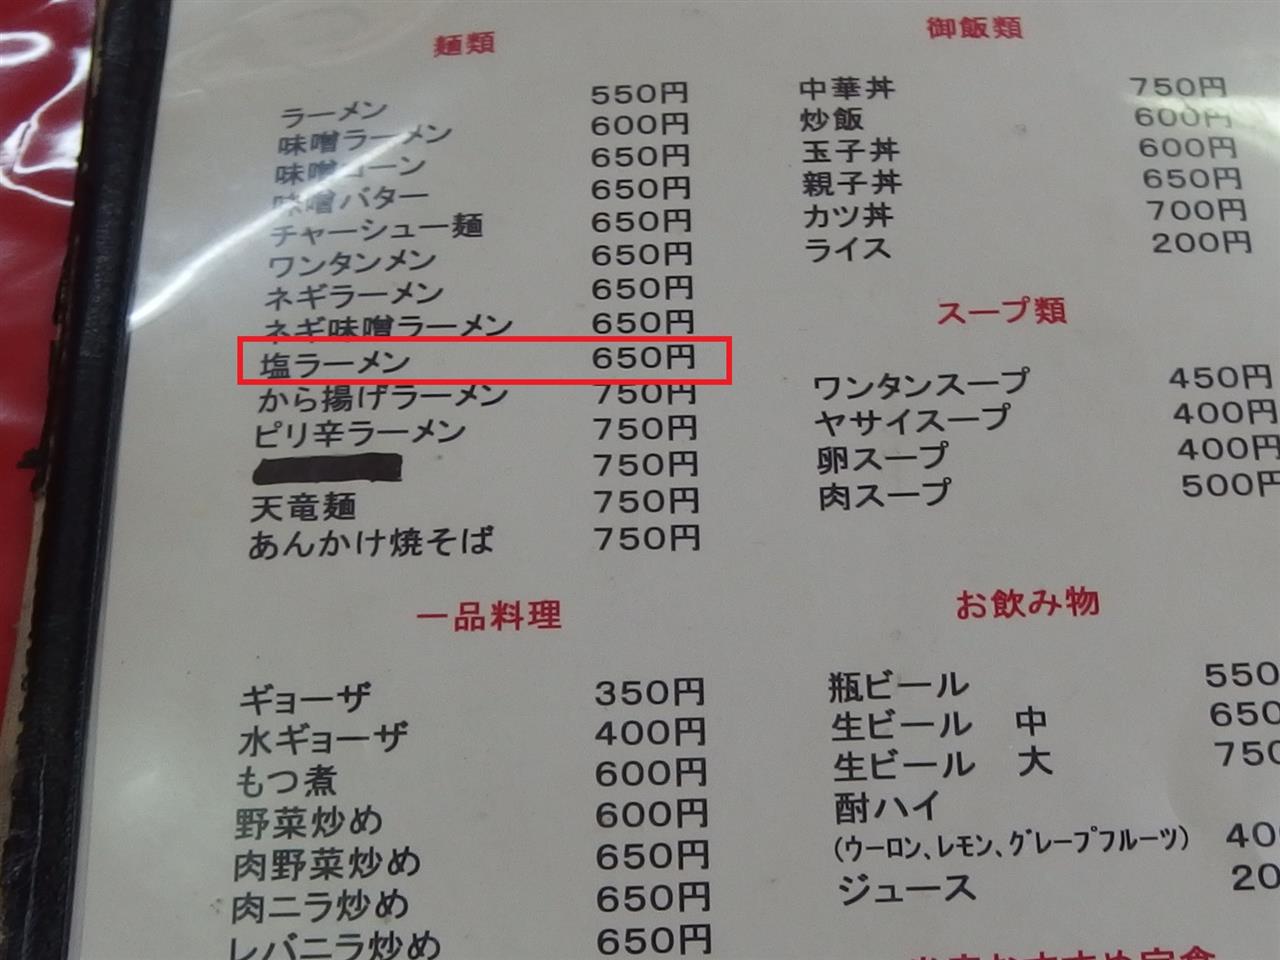 麺類
ラーメン 550円
味噌ラーメン 600円
味噌コーン 650円
味噌バター 650円
チャーシュー麺 650円
ワンタンメン 650円
ネギラーメン 650円
ネギ味噌ラーメン 650円
塩ラーメン 650円
から揚げラーメン 750円
ピリ辛ラーメン 750円
750円
天竜麺 750円
あんかけ焼そば 750円
一品料理
ギョーザ 350円
水ギョーザ 400円
もつ煮 600円
野菜炒め 600円
肉野菜炒め 650円
肉ニラ炒め 650円
レバニラ炒め 650円
御飯類
中華丼 750円
炒飯 600円
玉子丼 600円
親子丼 650円
カツ丼 700円
ライス 200円
スープ類
ワンタンスープ 450円
ヤサイスープ 400円
卵スープ 400円
肉スープ 500円
お飲み物
瓶ビール 550
生ビール 中 650
生ビール 大 750
酎ハイ
(ウーロン、レモン、グレープフルーツ) 40
ジュース 20